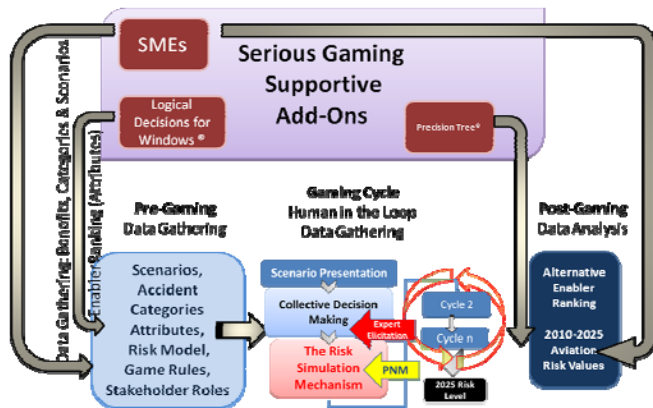 SMEs
Serious Gaming
Supportive
Add-Ons
Logical
Decisions for
Windows ®
Precision Tree®
Data Gathering: Benefits, Categories & Scenarios
Enabler Ranking (Attributes)
Pre-Gaming
Data Gathering
Gaming Cycle
Human in the Loop
Data Gathering
Post-Gaming
Data Analysis
Scenarios,
Accident
Categories
Attributes,
Risk Model,
Game Rules,
Stakeholder Roles
Scenario Presentation
Collective Decision
Making
Expert
Elicitation
The Risk
Simulation
Mechanism
PNM
Cycle 2
Cycle n
2025 Risk
Level
Alternative
Enabler
Ranking
2010-2025
Aviation
Risk Values